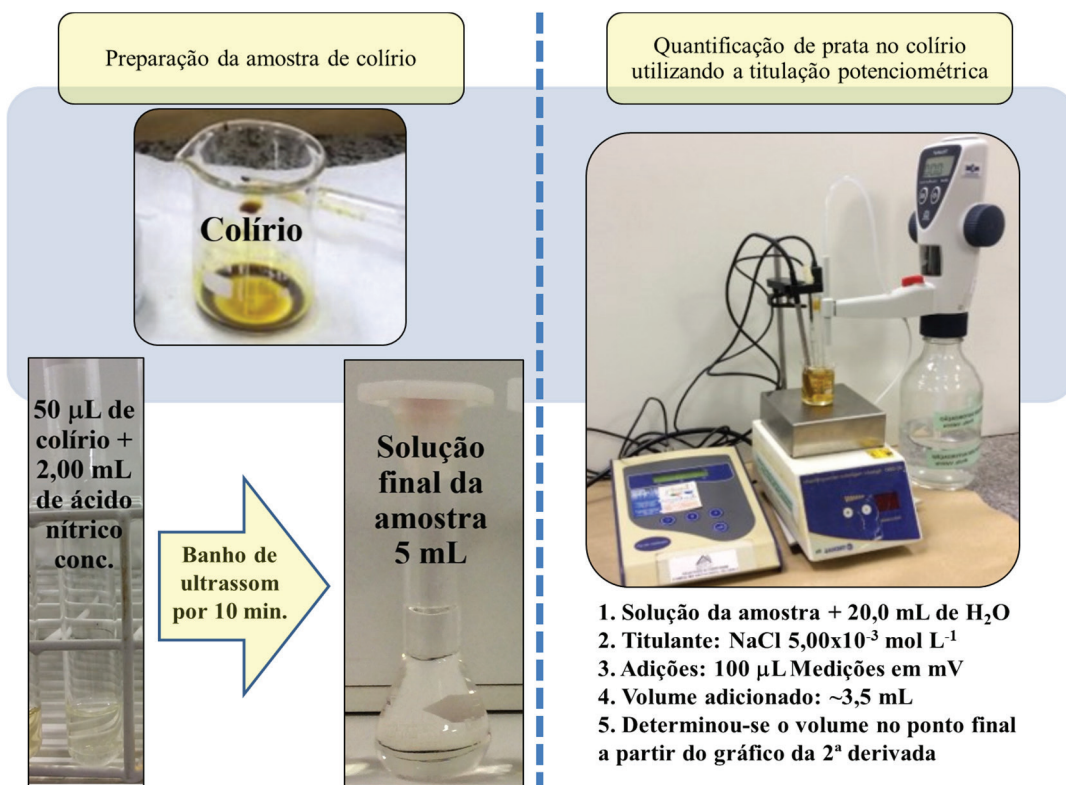 Preparação da amostra de colírio
Colírio
50 μL de
colírio +
2,00 mL
de ácido
nítrico
conc.
Banho de
ultrassom
por 10 min.
Solução
final da
amostra
5 mL
Quantificação de prata no colírio
utilizando a titulação potenciométrica
1. Solução da amostra + 20,0 mL de H₂O
2. Titulante: NaCl 5,00x10⁻³ mol L⁻¹
3. Adições: 100 μL Medições em mV
4. Volume adicionado: ~3,5 mL
5. Determinou-se o volume no ponto final
a partir do gráfico da 2ª derivada